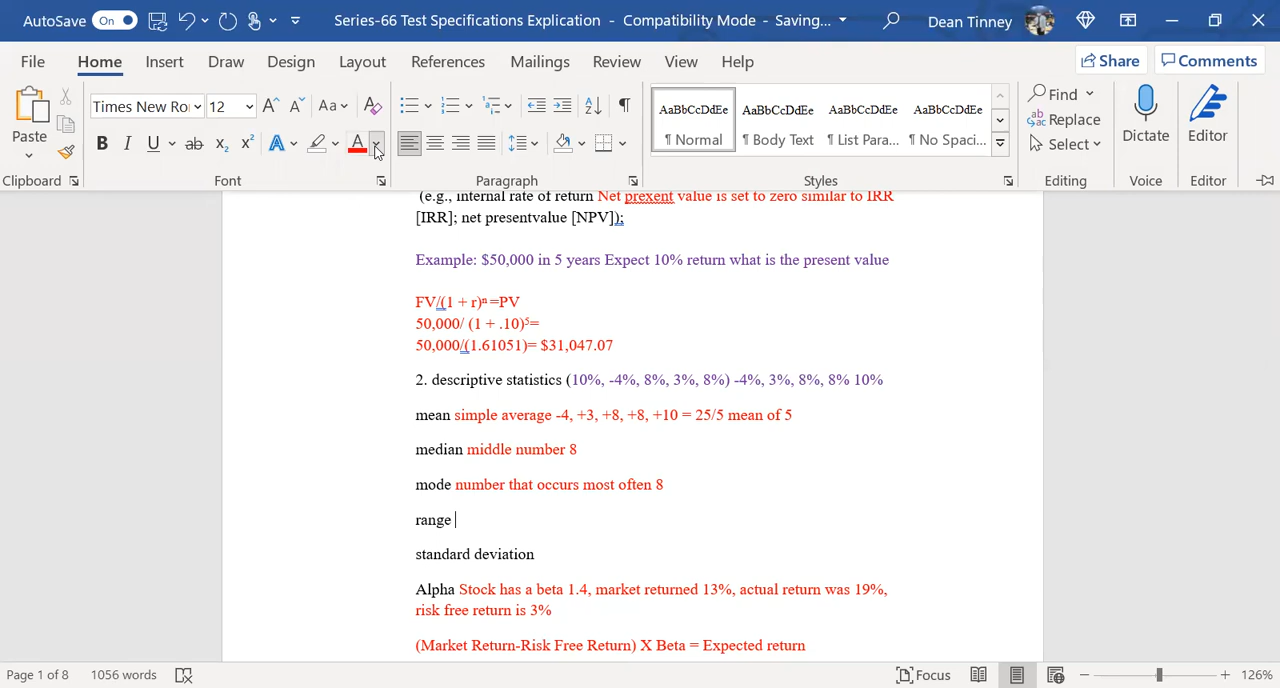 AutoSave On Series-66 Test Specifications Explication - Compatibility Mode - Saving... Dean Tinney
File Home Insert Draw Design Layout References Mailings Review View Help Share Comments
Times New Ro 12 Aa AaBbCcDdEe AaBbCcDdEe AaBbCcDdEe AaBbCcDdEe Find
Paste Replace Dictate Editor
B I U ab x₂ x² A A ¶ Normal ¶ Body Text ¶ List Para... ¶ No Spaci... Select
Clipboard Font Paragraph Styles Editing Voice Editor
(e.g., internal rate of return Net prexent value is set to zero similar to IRR
[IRR]; net presentvalue [NPV]);
Example: $50,000 in 5 years Expect 10% return what is the present value
FV/(1 + r)ⁿ =PV
50,000/ (1 + .10)⁵=
50,000/(1.61051)= $31,047.07
2. descriptive statistics (10%, -4%, 8%, 3%, 8%) -4%, 3%, 8%, 8% 10%
mean simple average -4, +3, +8, +8, +10 = 25/5 mean of 5
median middle number 8
mode number that occurs most often 8
range
standard deviation
Alpha Stock has a beta 1.4, market returned 13%, actual return was 19%,
risk free return is 3%
(Market Return-Risk Free Return) X Beta = Expected return
Page 1 of 8 1056 words Focus 126%